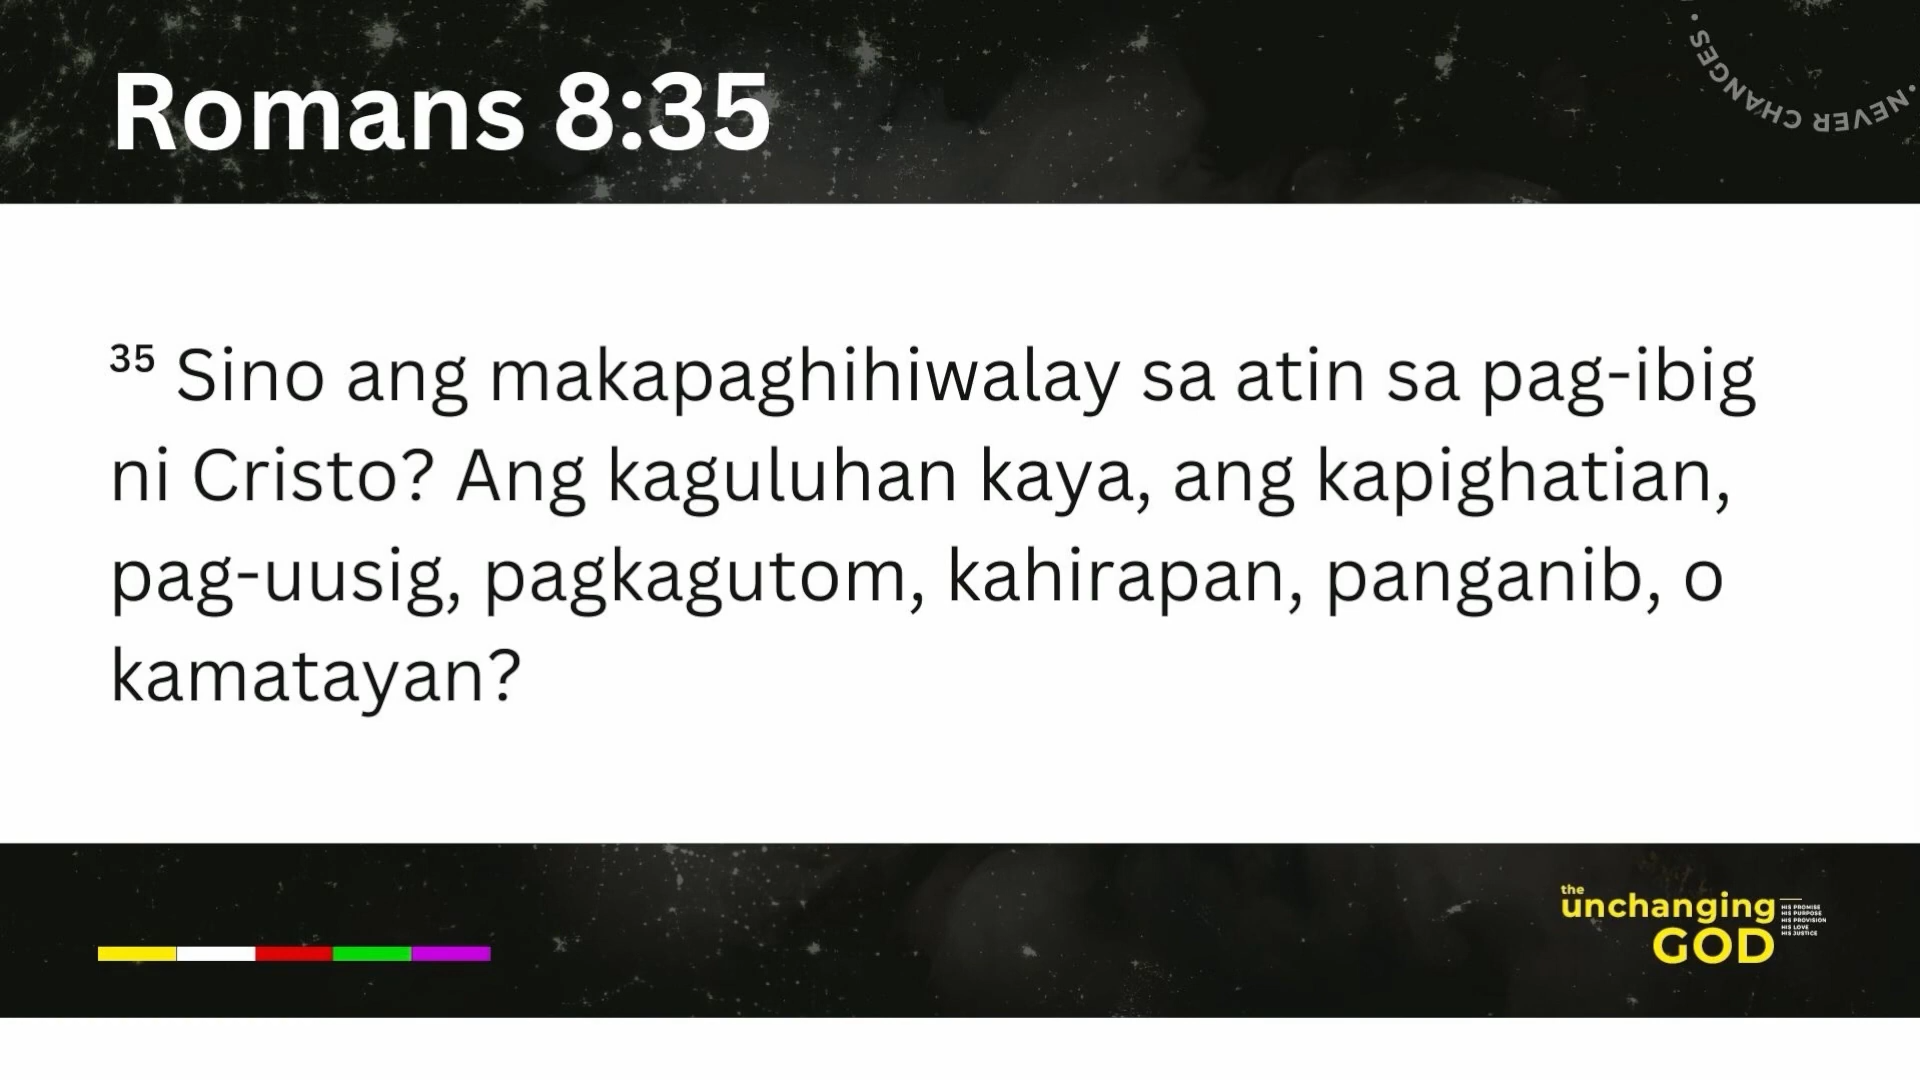 • NEVER CHANGES •
Romans 8:35
35 Sino ang makapaghihiwalay sa atin sa pag-ibig
ni Cristo? Ang kaguluhan kaya, ang kapighatian,
pag-uusig, pagkagutom, kahirapan, panganib, o
kamatayan?
the
unchanging
GOD
HIS PROMISE
HIS PURPOSE
HIS PROVISION
HIS LOVE
HIS JUSTICE